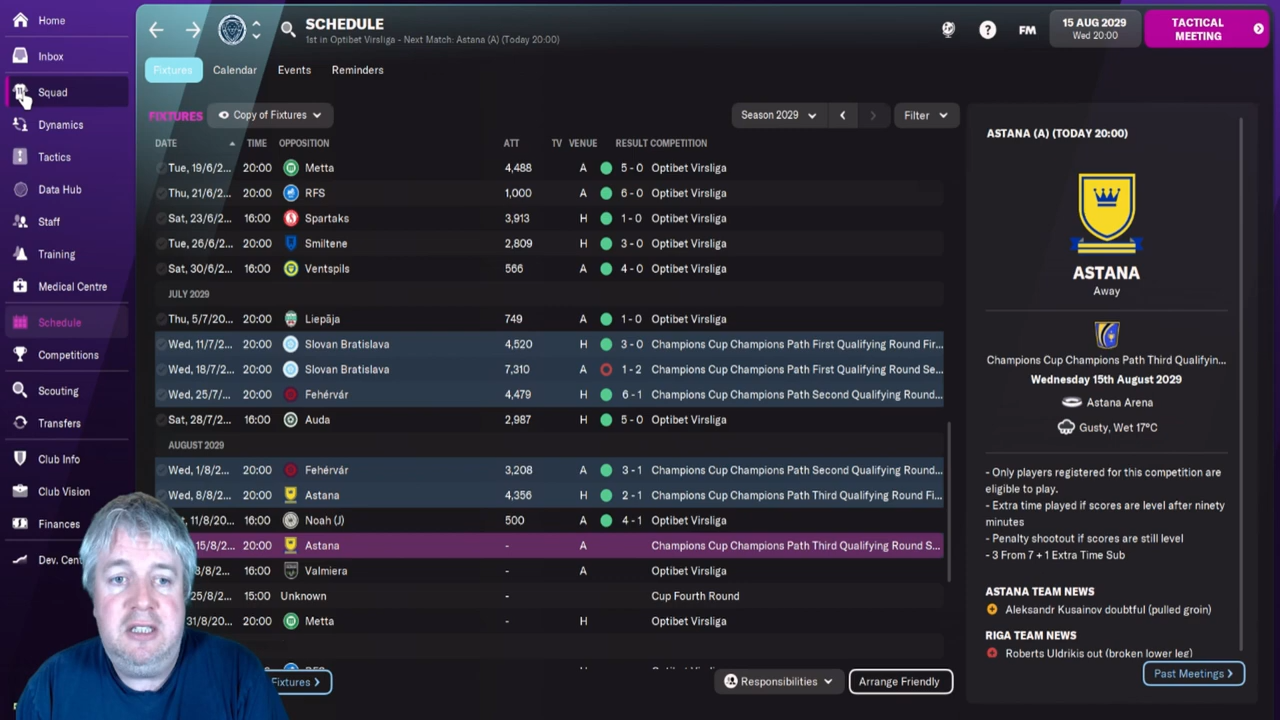 Home
Inbox
Squad
Dynamics
Tactics
Data Hub
Staff
Training
Medical Centre
Schedule
Competitions
Scouting
Transfers
Club Info
Club Vision
Finances
Dev. Cent
SCHEDULE
1st in Optibet Virsliga - Next Match: Astana (A) (Today 20:00)
FM
15 AUG 2029
Wed 20:00
TACTICAL
MEETING
Fixtures Calendar Events Reminders
FIXTURES Copy of Fixtures Season 2029 Filter
DATE TIME OPPOSITION ATT TV VENUE RESULT COMPETITION
Tue, 19/6/2... 20:00 Metta 4,488 A 5 - 0 Optibet Virsliga
Thu, 21/6/2... 20:00 RFS 1,000 A 6 - 0 Optibet Virsliga
Sat, 23/6/2... 16:00 Spartaks 3,913 H 1 - 0 Optibet Virsliga
Tue, 26/6/2... 20:00 Smiltene 2,809 H 3 - 0 Optibet Virsliga
Sat, 30/6/2... 16:00 Ventspils 566 A 4 - 0 Optibet Virsliga
JULY 2029
Thu, 5/7/20... 20:00 Liepāja 749 A 1 - 0 Optibet Virsliga
Wed, 11/7/2... 20:00 Slovan Bratislava 4,520 H 3 - 0 Champions Cup Champions Path First Qualifying Round Fir...
Wed, 18/7/2... 20:00 Slovan Bratislava 7,310 A 1 - 2 Champions Cup Champions Path First Qualifying Round Se...
Wed, 25/7/... 20:00 Fehérvár 4,479 H 6 - 1 Champions Cup Champions Path Second Qualifying Round...
Sat, 28/7/2... 16:00 Auda 2,987 H 5 - 0 Optibet Virsliga
AUGUST 2029
Wed, 1/8/2... 20:00 Fehérvár 3,208 A 3 - 1 Champions Cup Champions Path Second Qualifying Round...
Wed, 8/8/2... 20:00 Astana 4,356 H 2 - 1 Champions Cup Champions Path Third Qualifying Round Fi...
11/8/20... 16:00 Noah (J) 500 A 4 - 1 Optibet Virsliga
15/8/2... 20:00 Astana - A Champions Cup Champions Path Third Qualifying Round S...
8/8/2... 16:00 Valmiera - A Optibet Virsliga
25/8/2... 15:00 Unknown - Cup Fourth Round
31/8/20... 20:00 Metta - H Optibet Virsliga
Fixtures Responsibilities Arrange Friendly
ASTANA (A) (TODAY 20:00)
ASTANA
Away
Champions Cup Champions Path Third Qualifyin...
Wednesday 15th August 2029
Astana Arena
Gusty, Wet 17°C
- Only players registered for this competition are
eligible to play.
- Extra time played if scores are level after ninety
minutes
- Penalty shootout if scores are still level
- 3 From 7 + 1 Extra Time Sub
ASTANA TEAM NEWS
Aleksandr Kusainov doubtful (pulled groin)
RIGA TEAM NEWS
Roberts Uldrikis out (broken lower leg)
Past Meetings